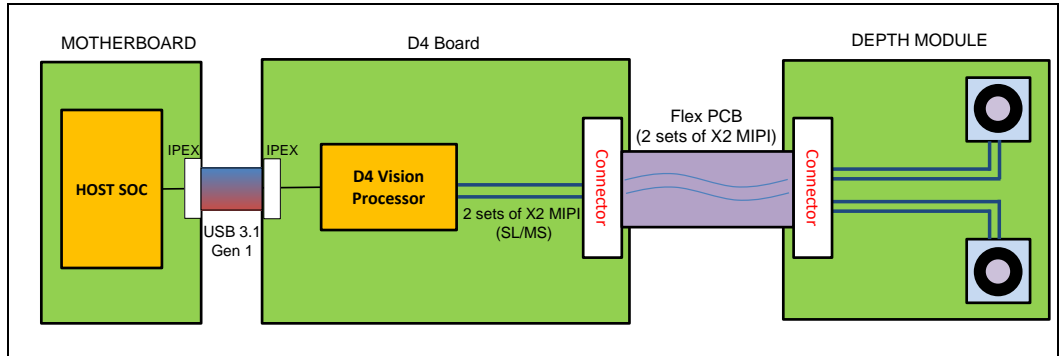 MOTHERBOARD
D4 Board
DEPTH MODULE
HOST SOC
IPEX
IPEX
USB 3.1
Gen 1
D4 Vision
Processor
2 sets of X2 MIPI
(SL/MS)
Connector
Flex PCB
(2 sets of X2 MIPI)
Connector